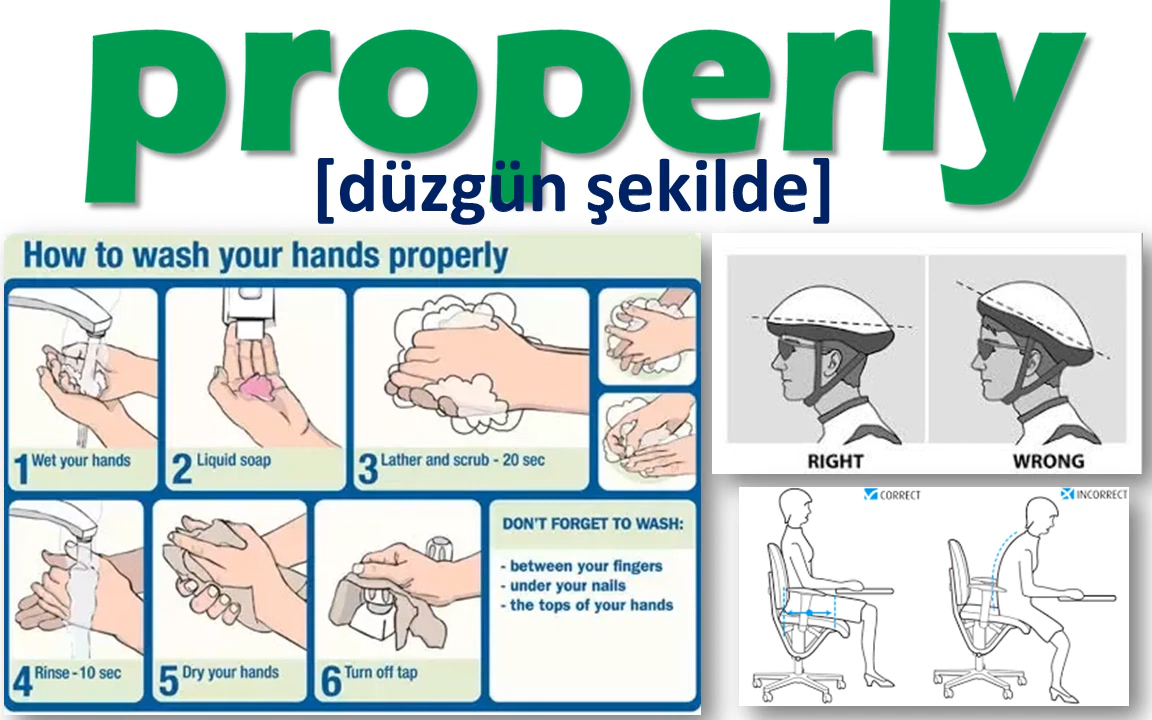 properly
[düzgün şekilde]
How to wash your hands properly
1 Wet your hands
2 Liquid soap
3 Lather and scrub - 20 sec
4 Rinse - 10 sec
5 Dry your hands
6 Turn off tap
DON'T FORGET TO WASH:
- between your fingers
- under your nails
- the tops of your hands
RIGHT
WRONG
CORRECT
INCORRECT